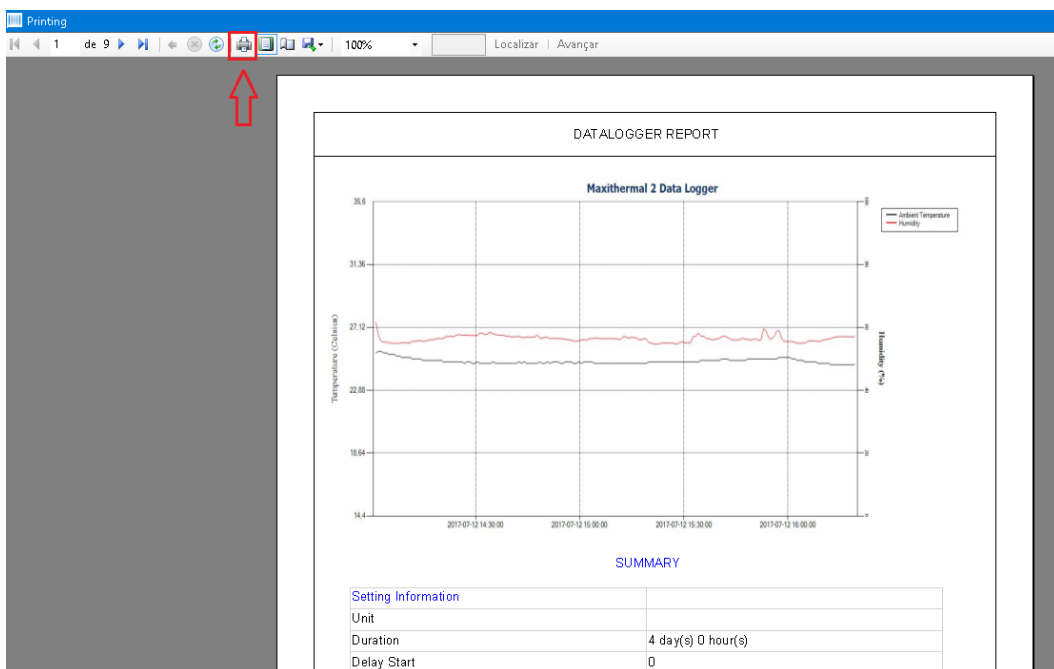 Printing
1 de 9 100% Localizar | Avançar
DATALOGGER REPORT
Maxithermal 2 Data Logger
Ambient Temperature
Humidity
35.6
31.36
27.12
22.88
18.64
14.4
Temperature (Celsius)
Humidity (%)
2017-07-12 14:30:00 2017-07-12 15:00:00 2017-07-12 15:30:00 2017-07-12 16:00:00
SUMMARY
Setting Information
Unit
Duration 4 day(s) 0 hour(s)
Delay Start 0